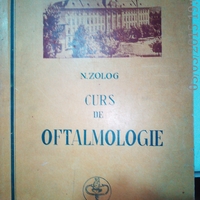 N. ZOLOG
CURS
DE
OFTALMOLOGIE